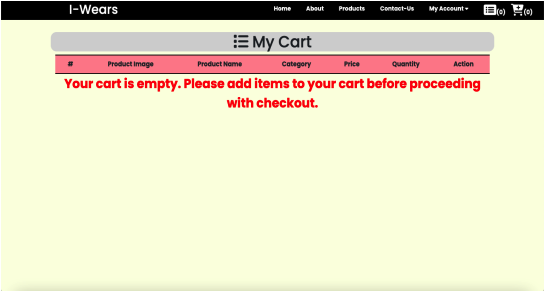 I-Wears
Home About Products Contact-Us My Account (0) (0)
My Cart
# Product Image Product Name Category Price Quantity Action
Your cart is empty. Please add items to your cart before proceeding
with checkout.